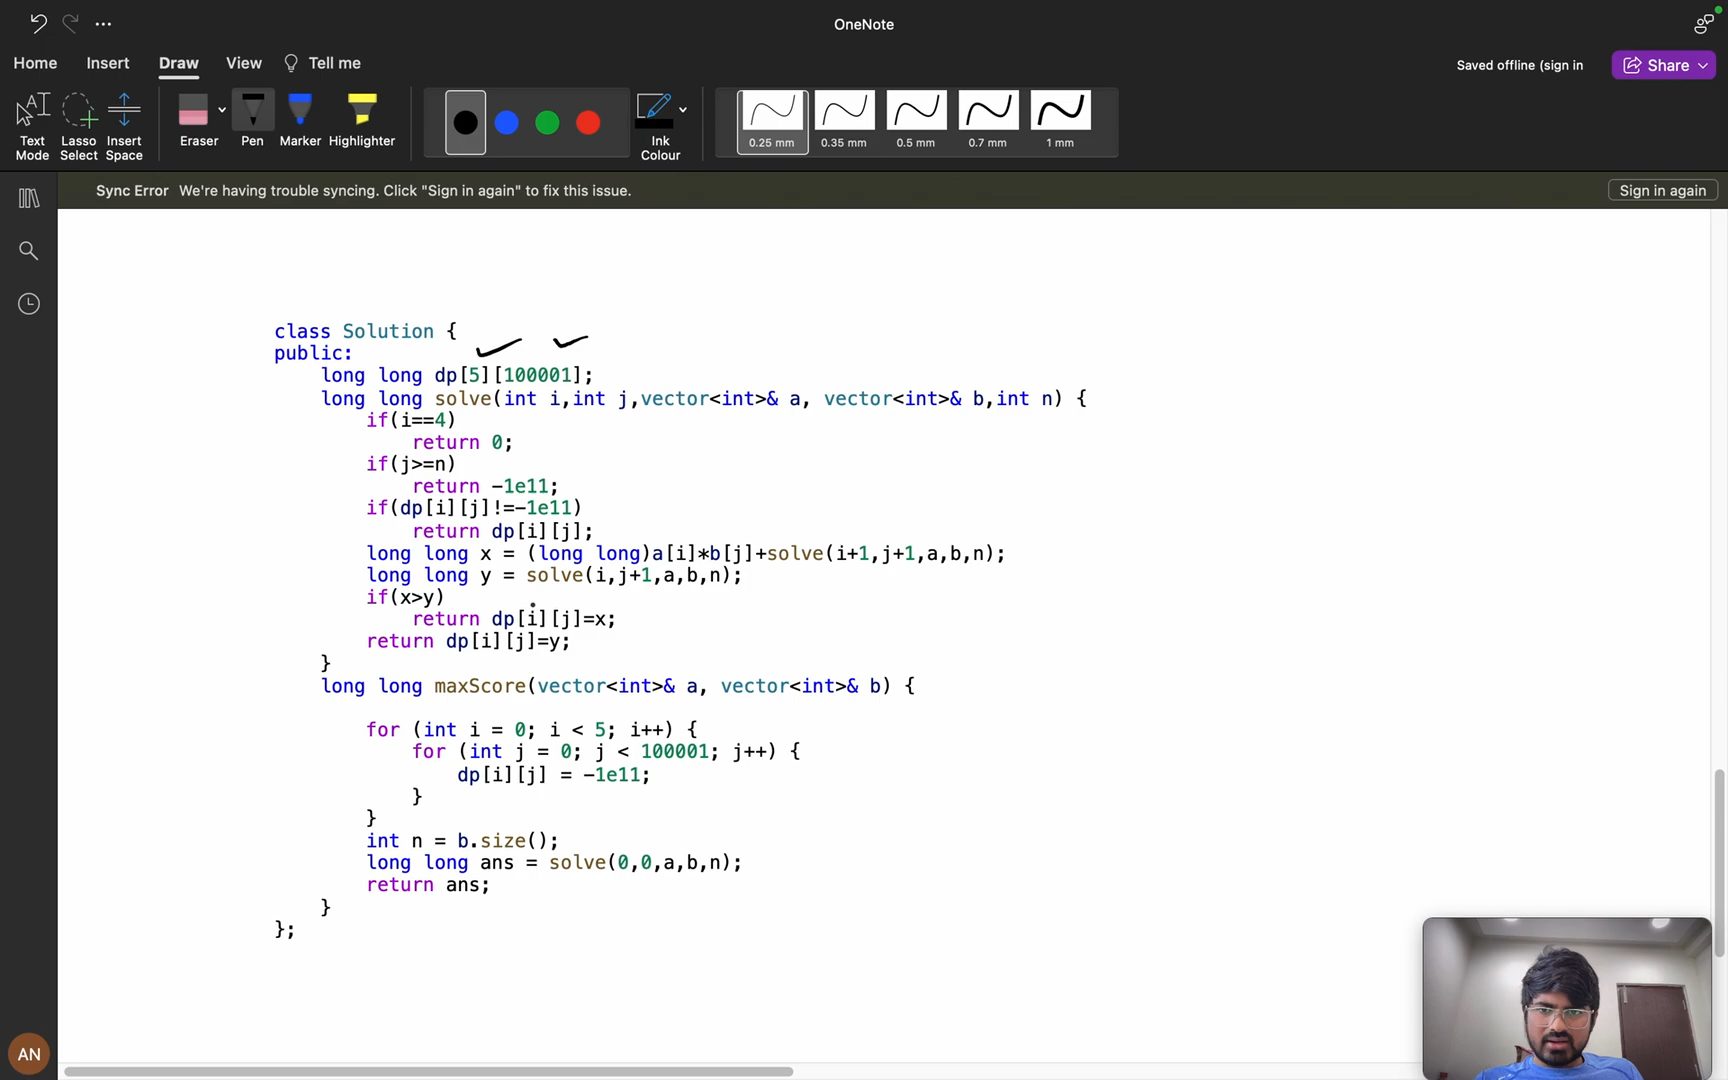 OneNote
Home Insert Draw View Tell me
Saved offline (sign in
Share
Text Mode
Lasso Select
Insert Space
Eraser
Pen
Marker
Highlighter
Ink Colour
0.25 mm
0.35 mm
0.5 mm
0.7 mm
1 mm
Sync Error We're having trouble syncing. Click "Sign in again" to fix this issue.
Sign in again
class Solution {
public:
    long long dp[5][100001];
    long long solve(int i,int j,vector<int>& a, vector<int>& b,int n) {
        if(i==4)
            return 0;
        if(j>=n)
            return -1e11;
        if(dp[i][j]!=-1e11)
            return dp[i][j];
        long long x = (long long)a[i]*b[j]+solve(i+1,j+1,a,b,n);
        long long y = solve(i,j+1,a,b,n);
        if(x>y)
            return dp[i][j]=x;
        return dp[i][j]=y;
    }
    long long maxScore(vector<int>& a, vector<int>& b) {
        for (int i = 0; i < 5; i++) {
            for (int j = 0; j < 100001; j++) {
                dp[i][j] = -1e11;
            }
        }
        int n = b.size();
        long long ans = solve(0,0,a,b,n);
        return ans;
    }
};
AN